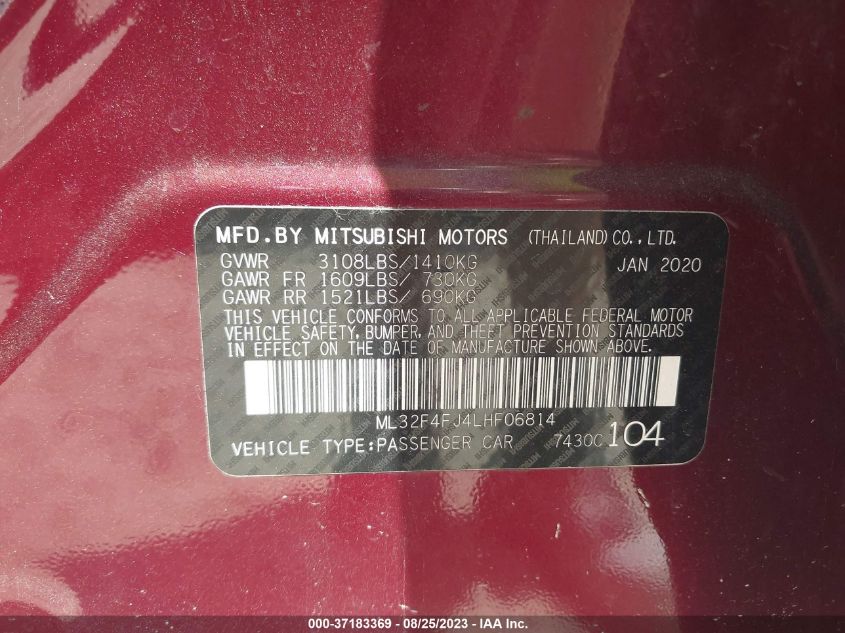 MFD.BY MITSUBISHI MOTORS (THAILAND)CO.,LTD.
GVWR 3108LBS/1410KG JAN 2020
GAWR FR 1609LBS/ 730KG
GAWR RR 1521LBS/ 690KG
THIS VEHICLE CONFORMS TO ALL APPLICABLE FEDERAL MOTOR
VEHICLE SAFETY, BUMPER, AND THEFT PREVENTION STANDARDS
IN EFFECT ON THE DATE OF MANUFACTURE SHOWN ABOVE.
ML32F4FJ4LHF06814
VEHICLE TYPE:PASSENGER CAR 7430C 104
000-37183369 - 08/25/2023 - IAA Inc.